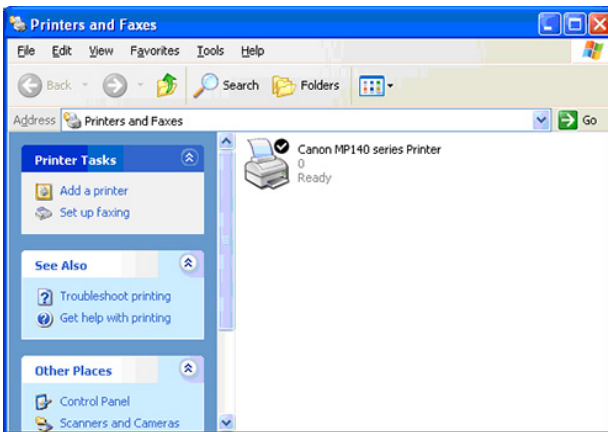 Printers and Faxes
File Edit View Favorites Tools Help
Back Search Folders
Address Printers and Faxes Go
Printer Tasks
Add a printer
Set up faxing
See Also
Troubleshoot printing
Get help with printing
Other Places
Control Panel
Scanners and Cameras
Canon MP140 series Printer
0
Ready